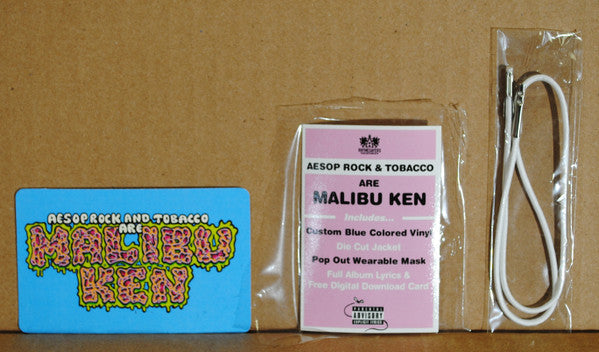 AESOP ROCK AND TOBACCO
ARE
MALIBU
KEN
AESOP ROCK & TOBACCO
ARE
MALIBU KEN
Includes...
Custom Blue Colored Vinyl
Die Cut Jacket
Pop Out Wearable Mask
Full Album Lyrics &
Free Digital Download Card
PARENTAL
ADVISORY
EXPLICIT LYRICS